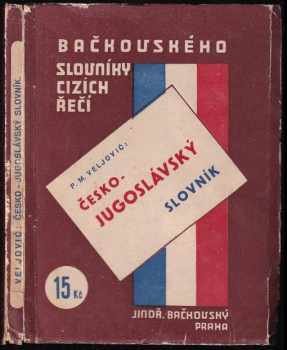 BAČKOVSKÉHO
SLOVNÍKY
CIZÍCH
ŘEČÍ
P. M. VELJOVIĆ:
ČESKO-
JUGOSLÁVSKÝ
SLOVNÍK
15 Kč
JINDŘ. BAČKOVSKÝ
PRAHA
VELJOVIĆ: ČESKO-JUGOSLÁVSKÝ SLOVNÍK.